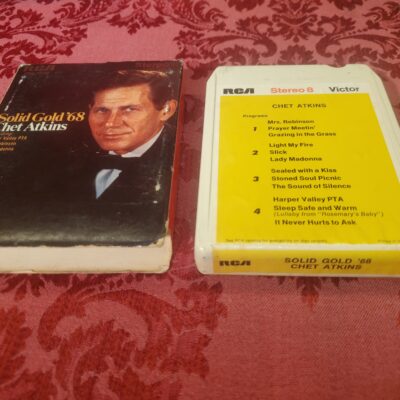 Solid Gold '68
Chet Atkins
RCA Stereo 8 Victor
CHET ATKINS
Programs
1 Mrs. Robinson
Prayer Meetin'
Grazing in the Grass
2 Light My Fire
Slick
Lady Madonna
3 Sealed with a Kiss
Stoned Soul Picnic
The Sound of Silence
4 Harper Valley PTA
Sleep Safe and Warm
(Lullaby from "Rosemary's Baby")
It Never Hurts to Ask
RCA SOLID GOLD '68
CHET ATKINS